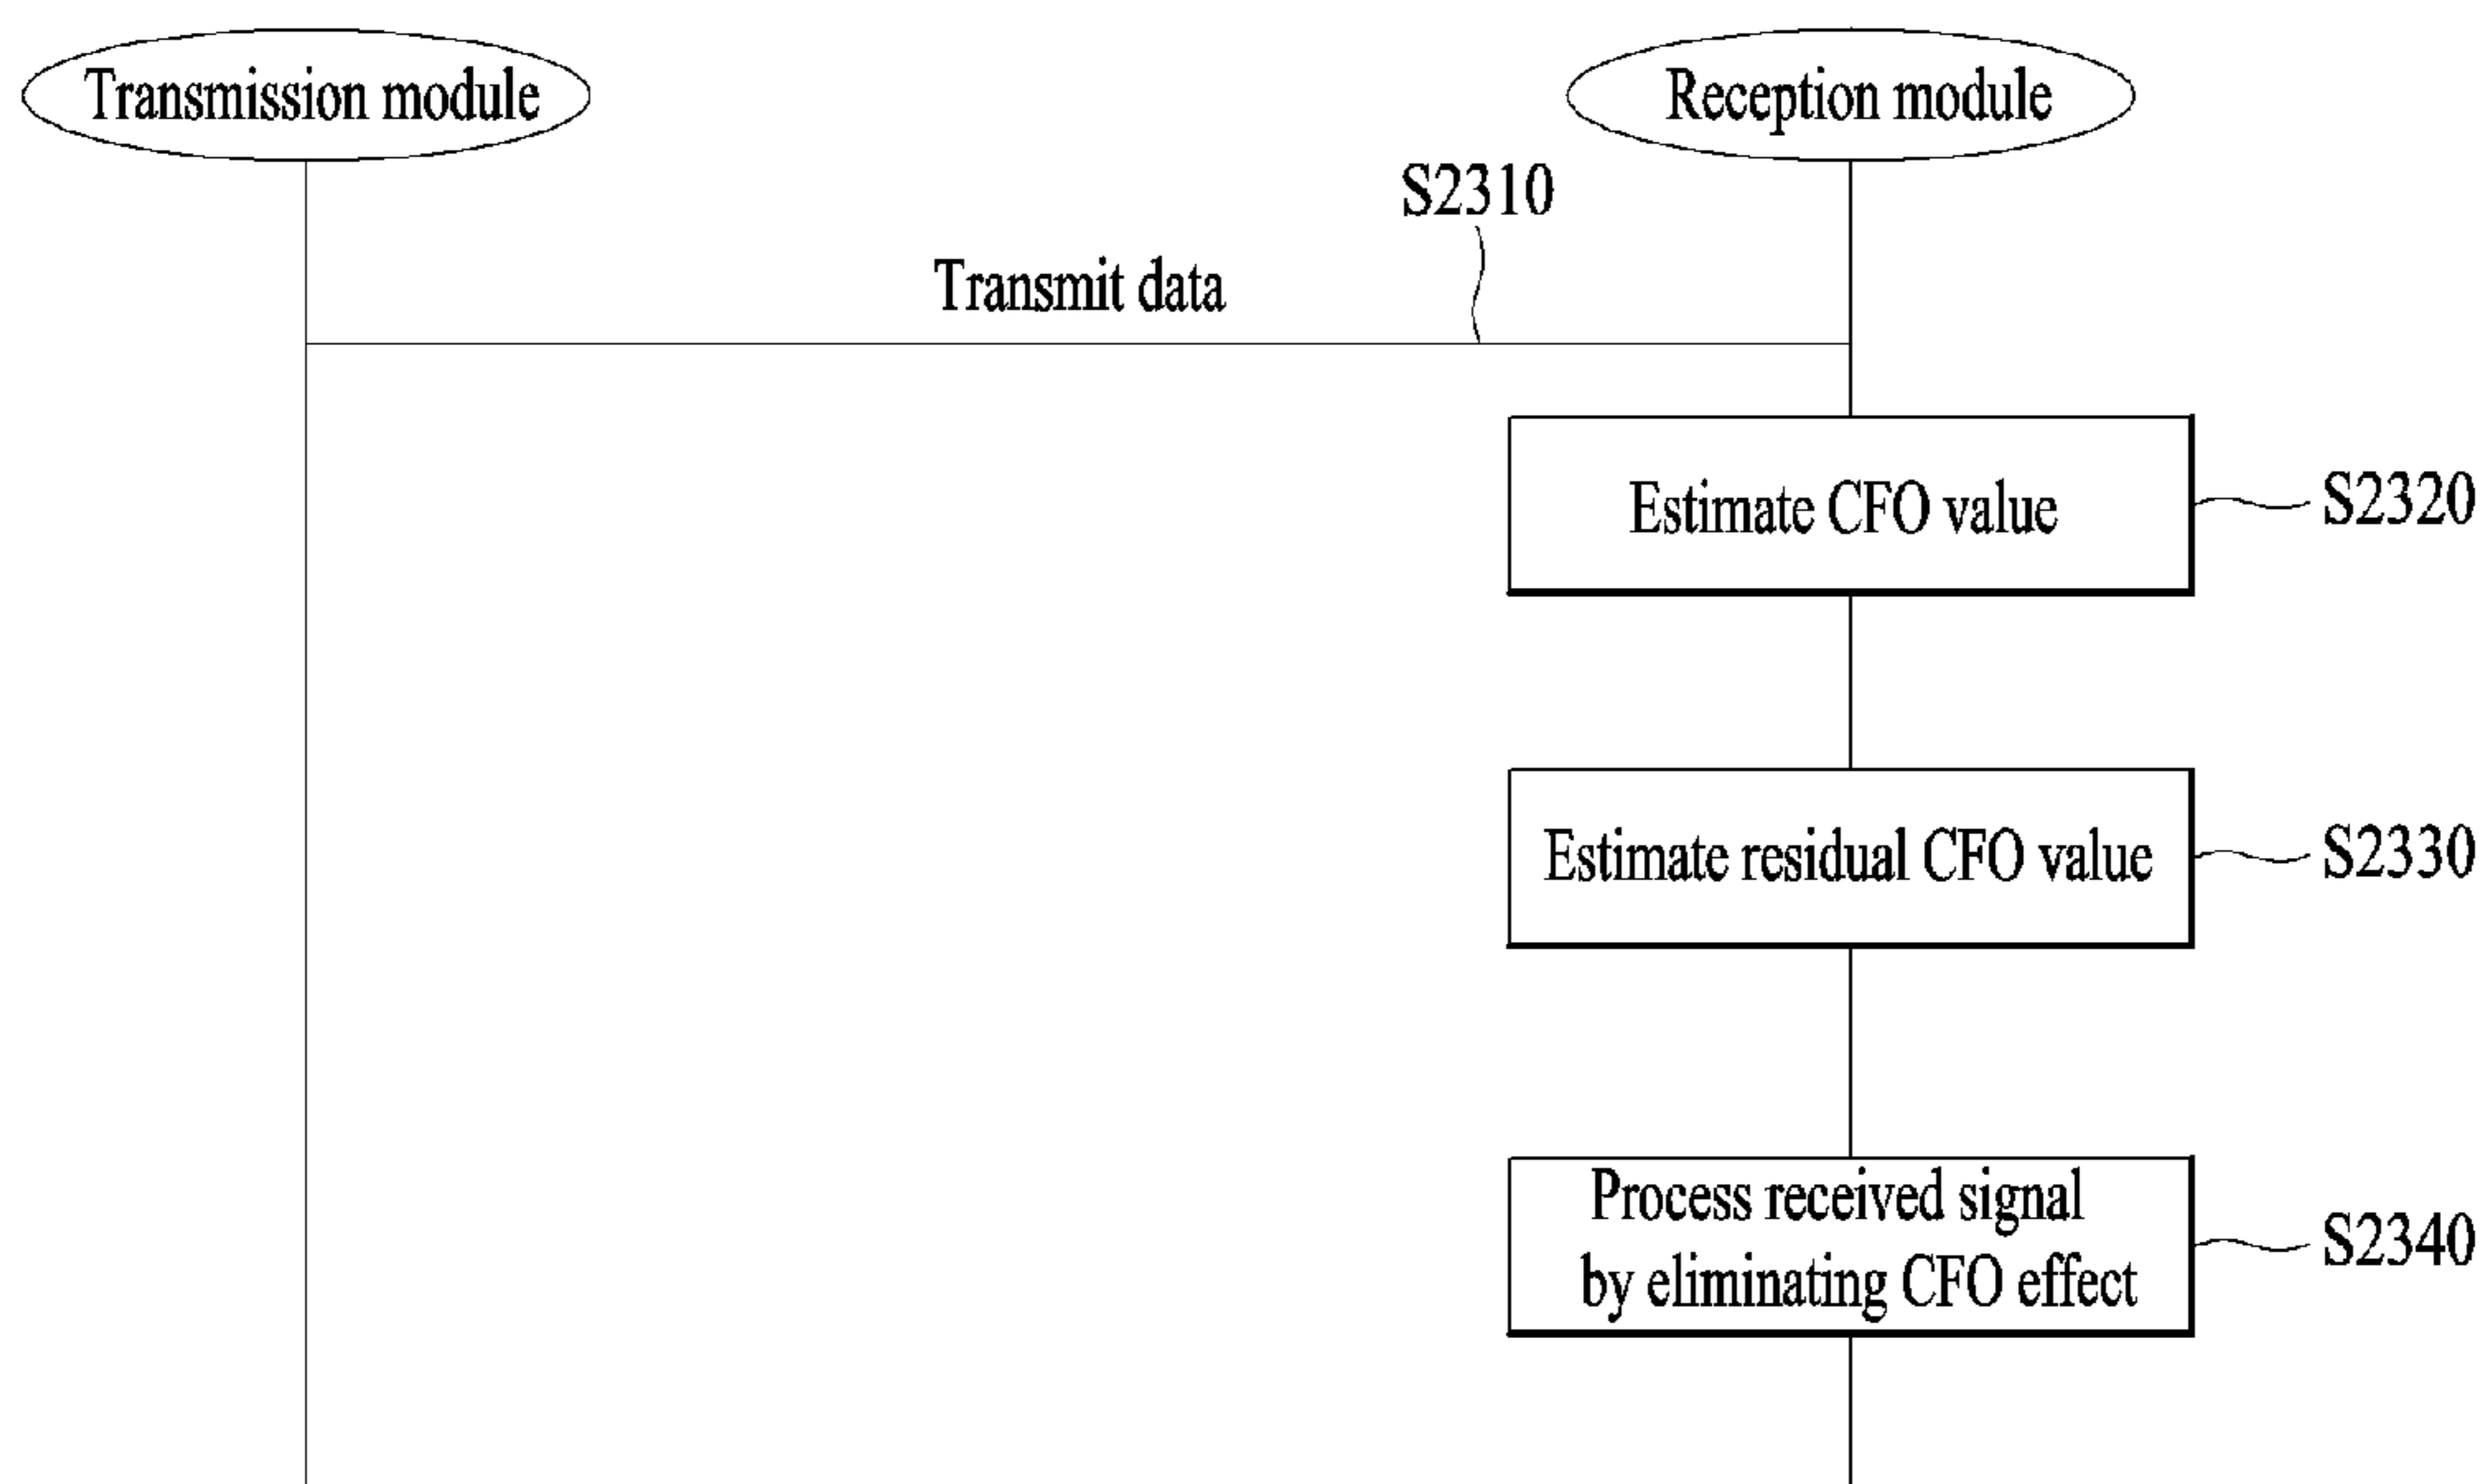 Transmission module
Reception module
S2310
Transmit data
Estimate CFO value
S2320
Estimate residual CFO value
S2330
Process received signal
by eliminating CFO effect
S2340